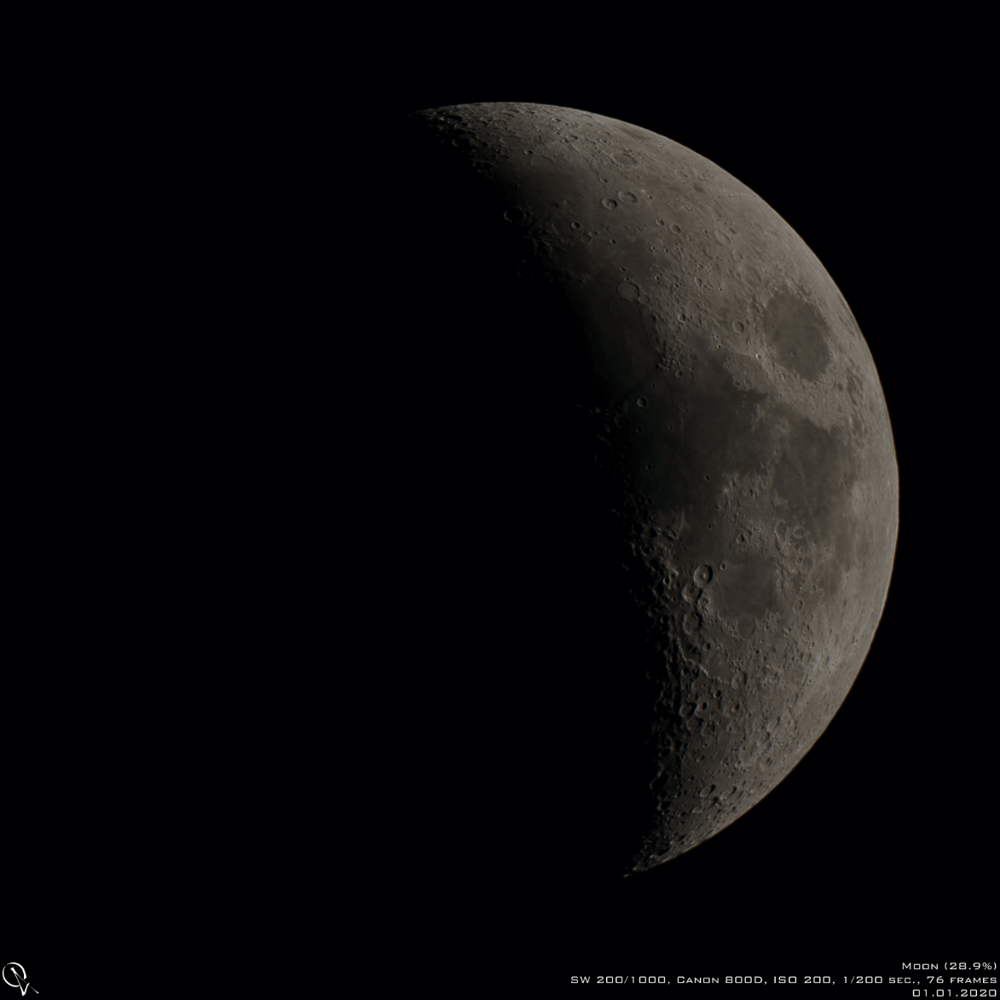 Moon (28.9%)
SW 200/1000, Canon 800D, ISO 200, 1/200 sec., 76 frames
01.01.2020